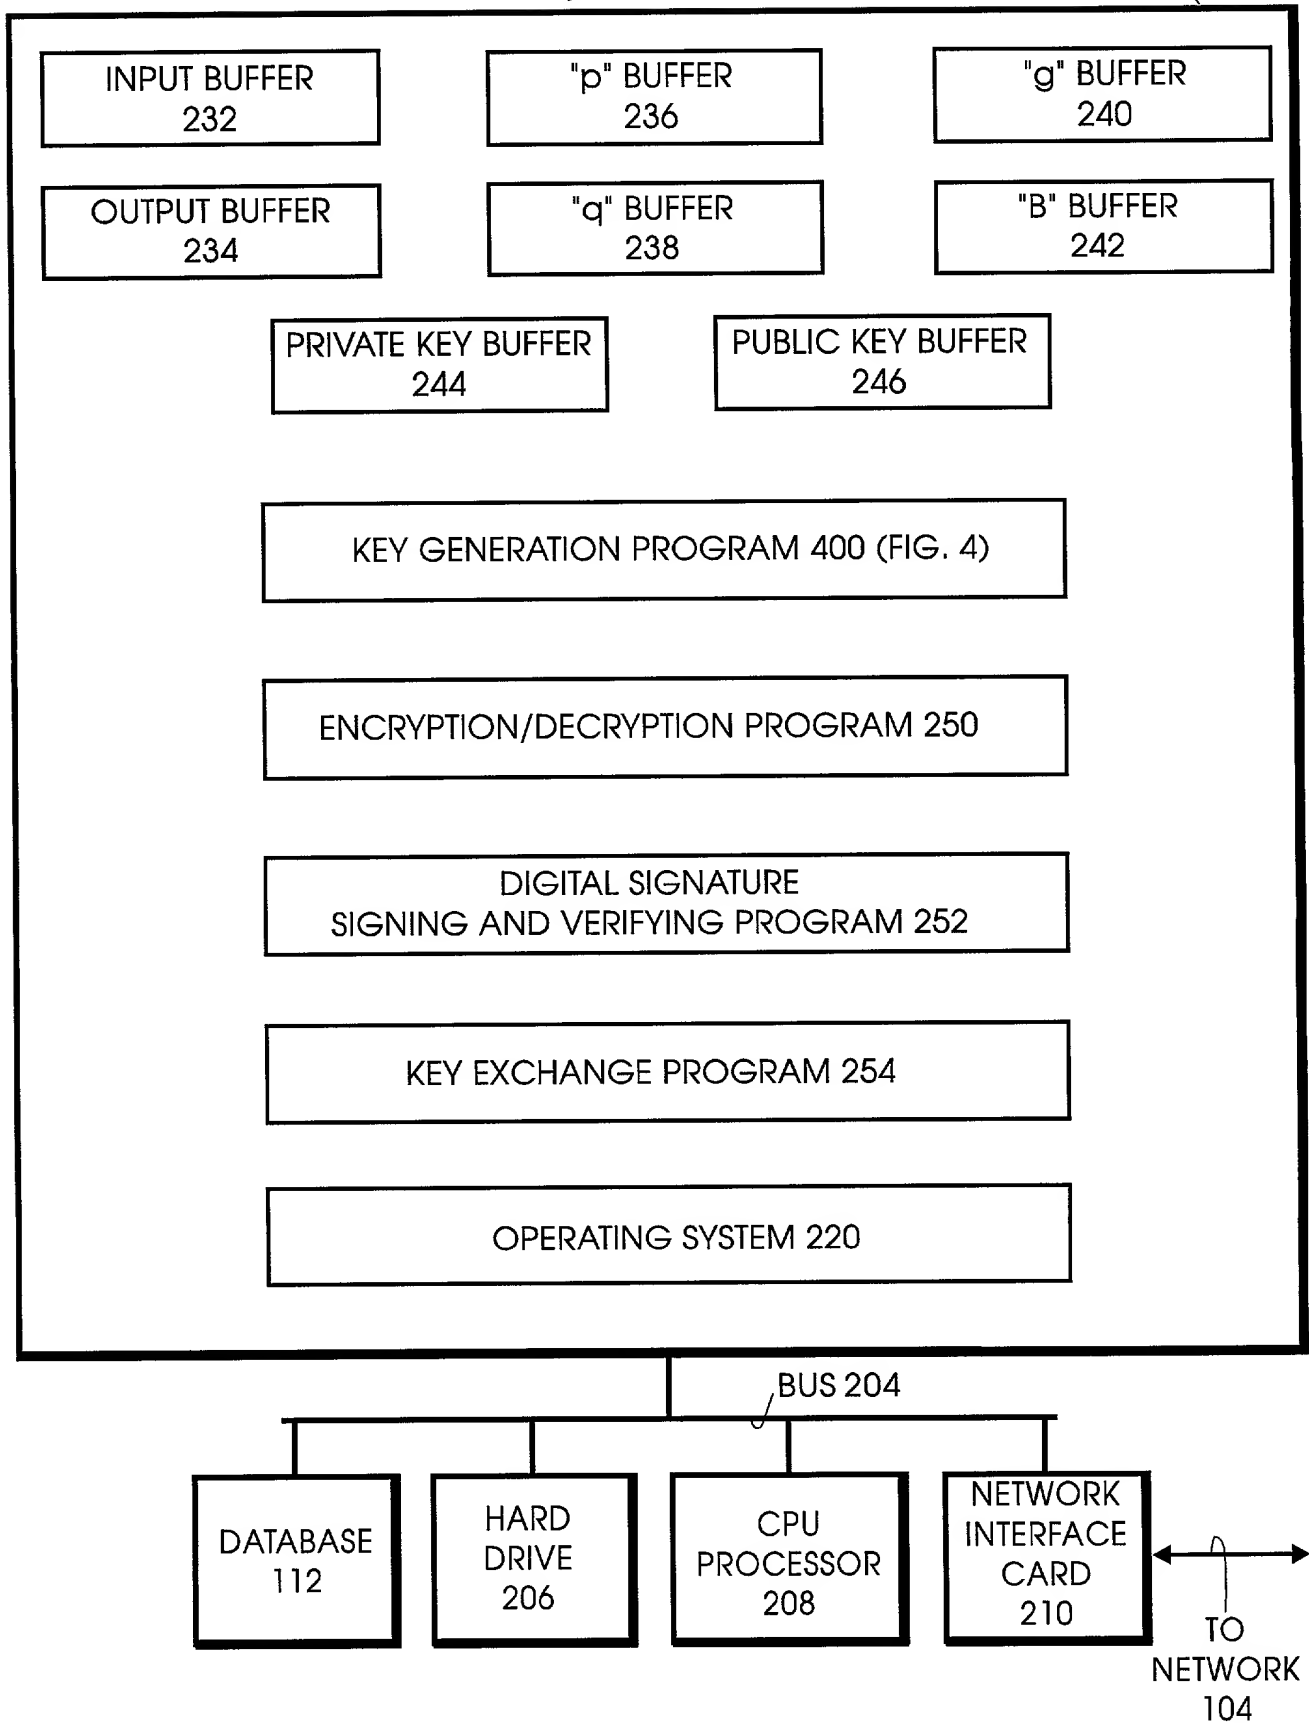 INPUT BUFFER
232
"p" BUFFER
236
"g" BUFFER
240
OUTPUT BUFFER
234
"q" BUFFER
238
"B" BUFFER
242
PRIVATE KEY BUFFER
244
PUBLIC KEY BUFFER
246
KEY GENERATION PROGRAM 400 (FIG. 4)
ENCRYPTION/DECRYPTION PROGRAM 250
DIGITAL SIGNATURE
SIGNING AND VERIFYING PROGRAM 252
KEY EXCHANGE PROGRAM 254
OPERATING SYSTEM 220
BUS 204
DATABASE
112
HARD
DRIVE
206
CPU
PROCESSOR
208
NETWORK
INTERFACE
CARD
210
TO
NETWORK
104